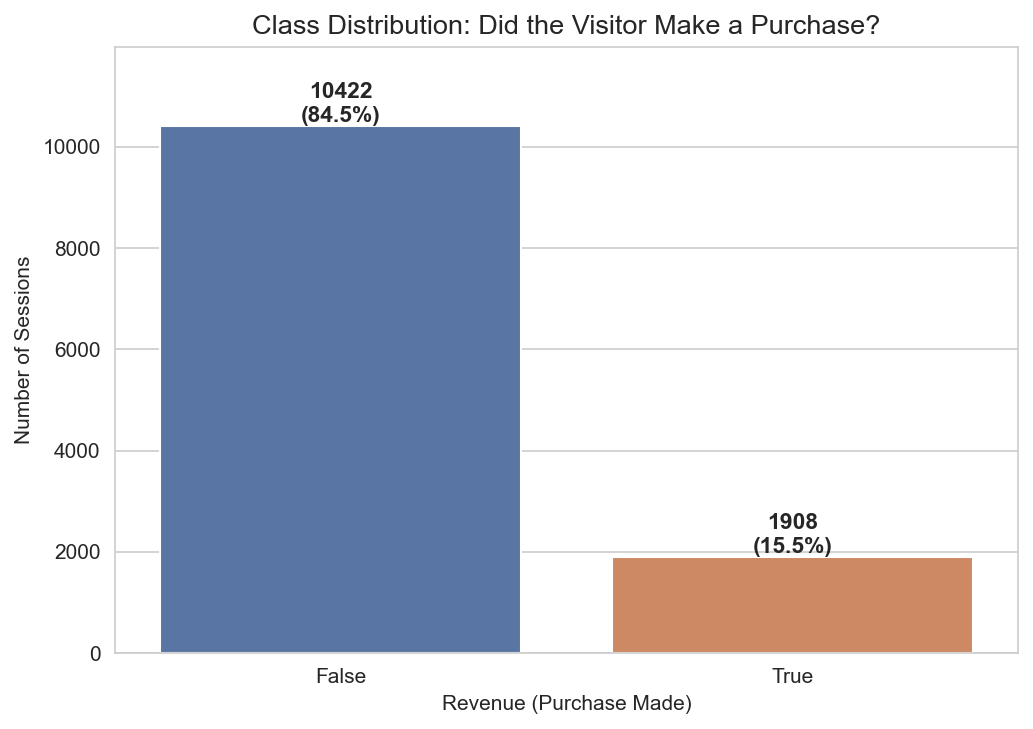 Class Distribution: Did the Visitor Make a Purchase?
10422
(84.5%)
10000
8000
6000
4000
2000
0
Number of Sessions
1908
(15.5%)
False
True
Revenue (Purchase Made)